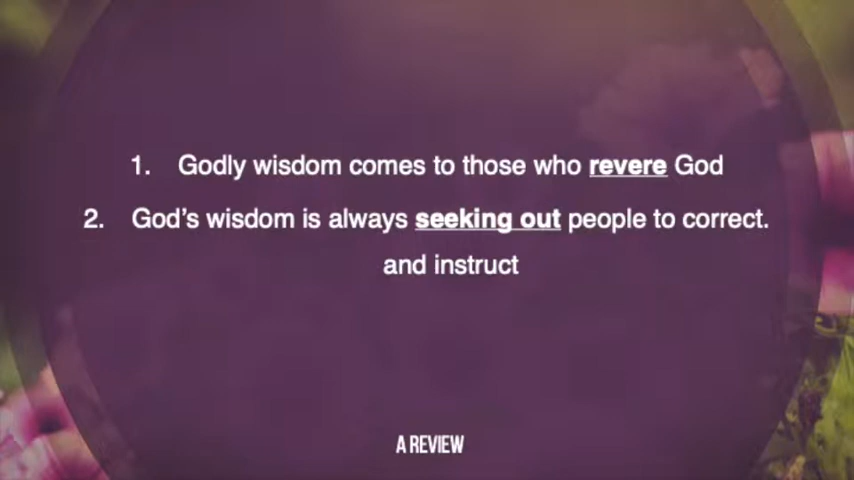 1. Godly wisdom comes to those who revere God
2. God's wisdom is always seeking out people to correct.
and instruct
A REVIEW